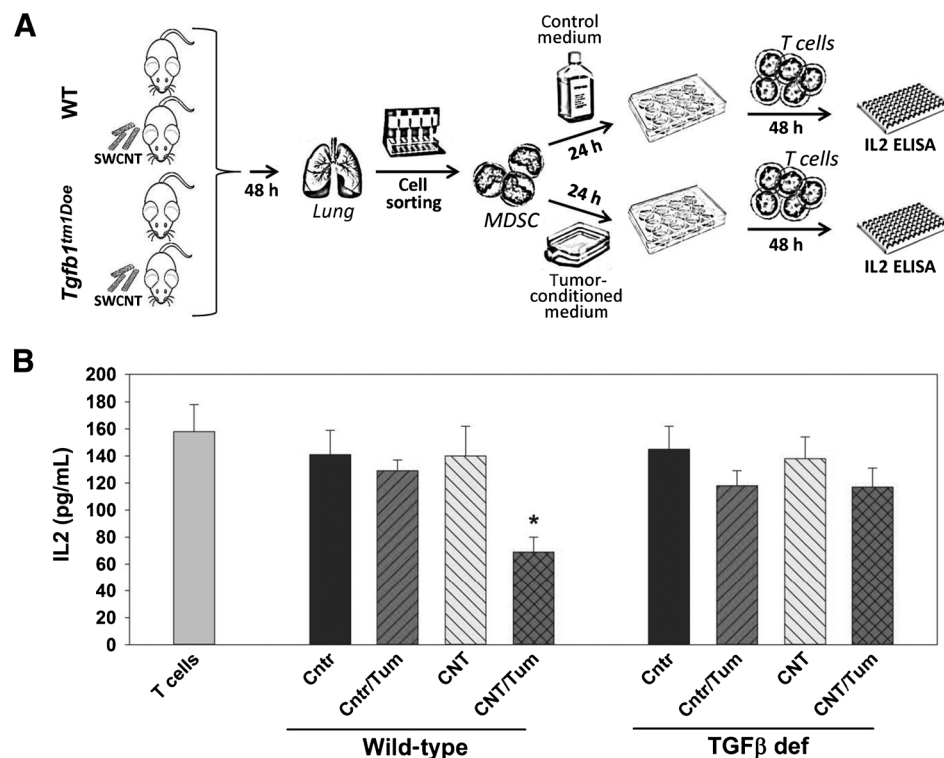 A
WT
SWCNT
Tgfb1tm1Doe
SWCNT
48 h
Lung
Cell
sorting
MDSC
Control
medium
24 h
24 h
Tumor-
conditioned
medium
T cells
48 h
IL2 ELISA
T cells
48 h
IL2 ELISA
B
IL2 (pg/mL)
200
180
160
140
120
100
80
60
40
20
0
*
T cells
Cntr
Cntr/Tum
CNT
CNT/Tum
Cntr
Cntr/Tum
CNT
CNT/Tum
Wild-type
TGFβ def